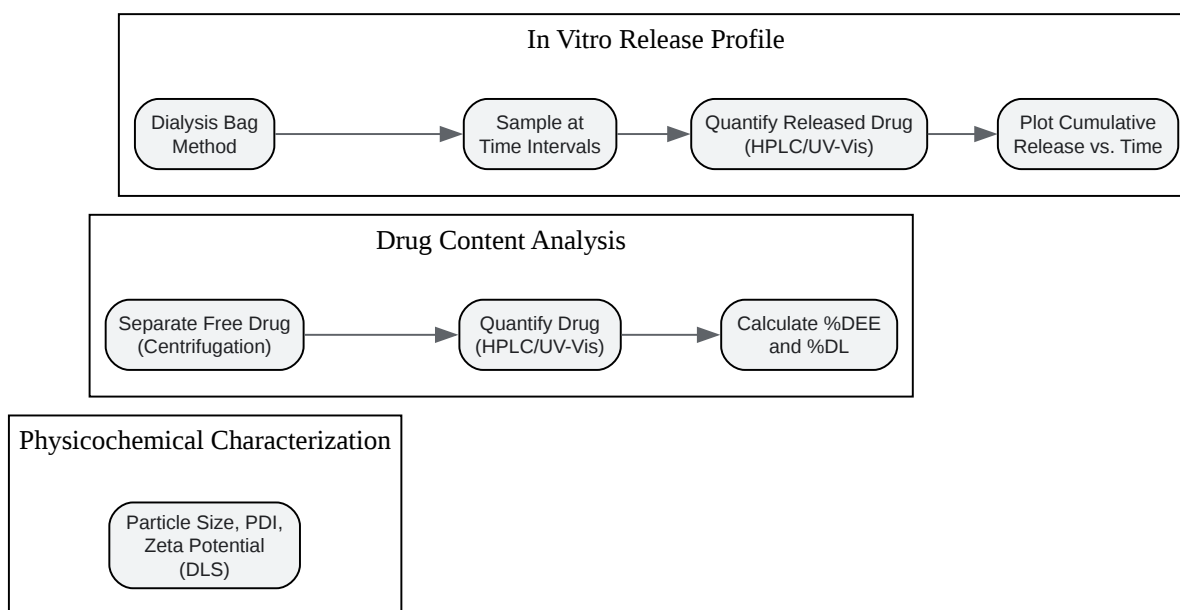 In Vitro Release Profile
Dialysis Bag
Method
Sample at
Time Intervals
Quantify Released Drug
(HPLC/UV-Vis)
Plot Cumulative
Release vs. Time
Drug Content Analysis
Separate Free Drug
(Centrifugation)
Quantify Drug
(HPLC/UV-Vis)
Calculate %DEE
and %DL
Physicochemical Characterization
Particle Size, PDI,
Zeta Potential
(DLS)